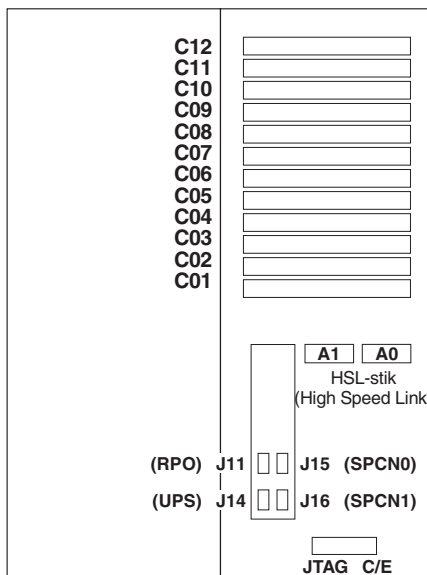 C12
C11
C10
C09
C08
C07
C06
C05
C04
C03
C02
C01
A1 A0
HSL-stik
(High Speed Link
(RPO) J11 J15 (SPCN0)
(UPS) J14 J16 (SPCN1)
JTAG C/E